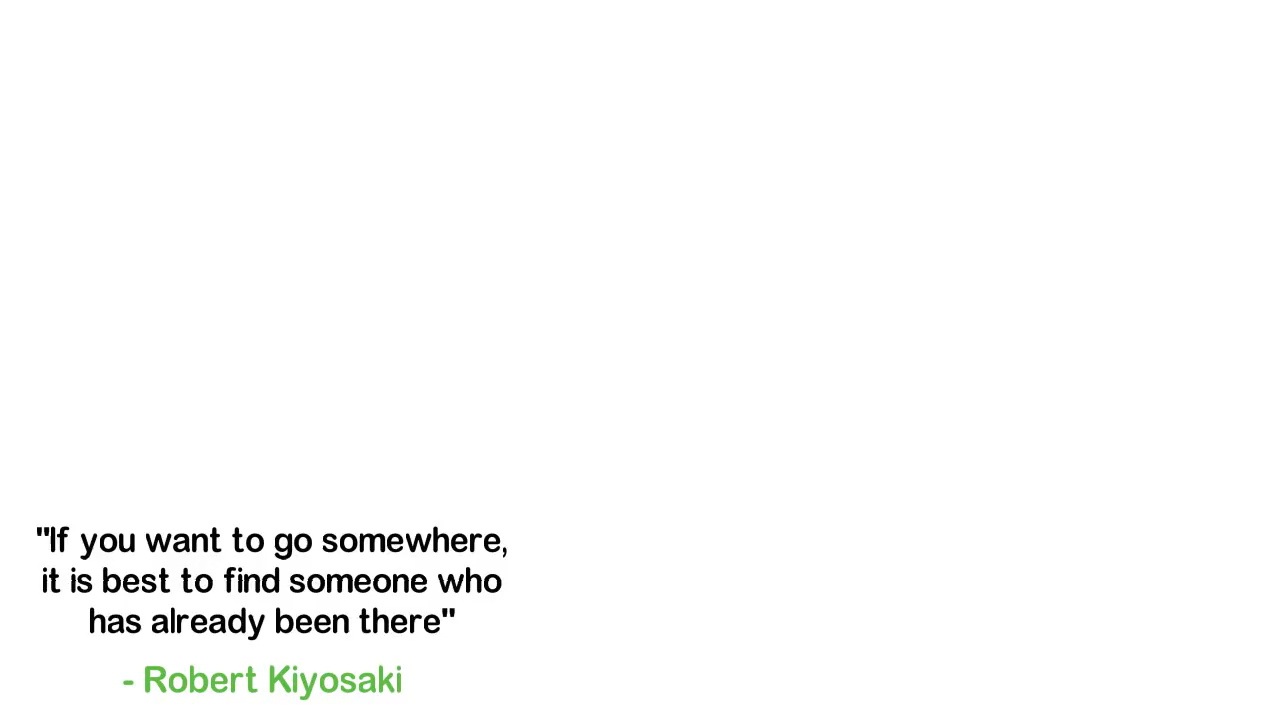 "If you want to go somewhere,
it is best to find someone who
has already been there"
- Robert Kiyosaki